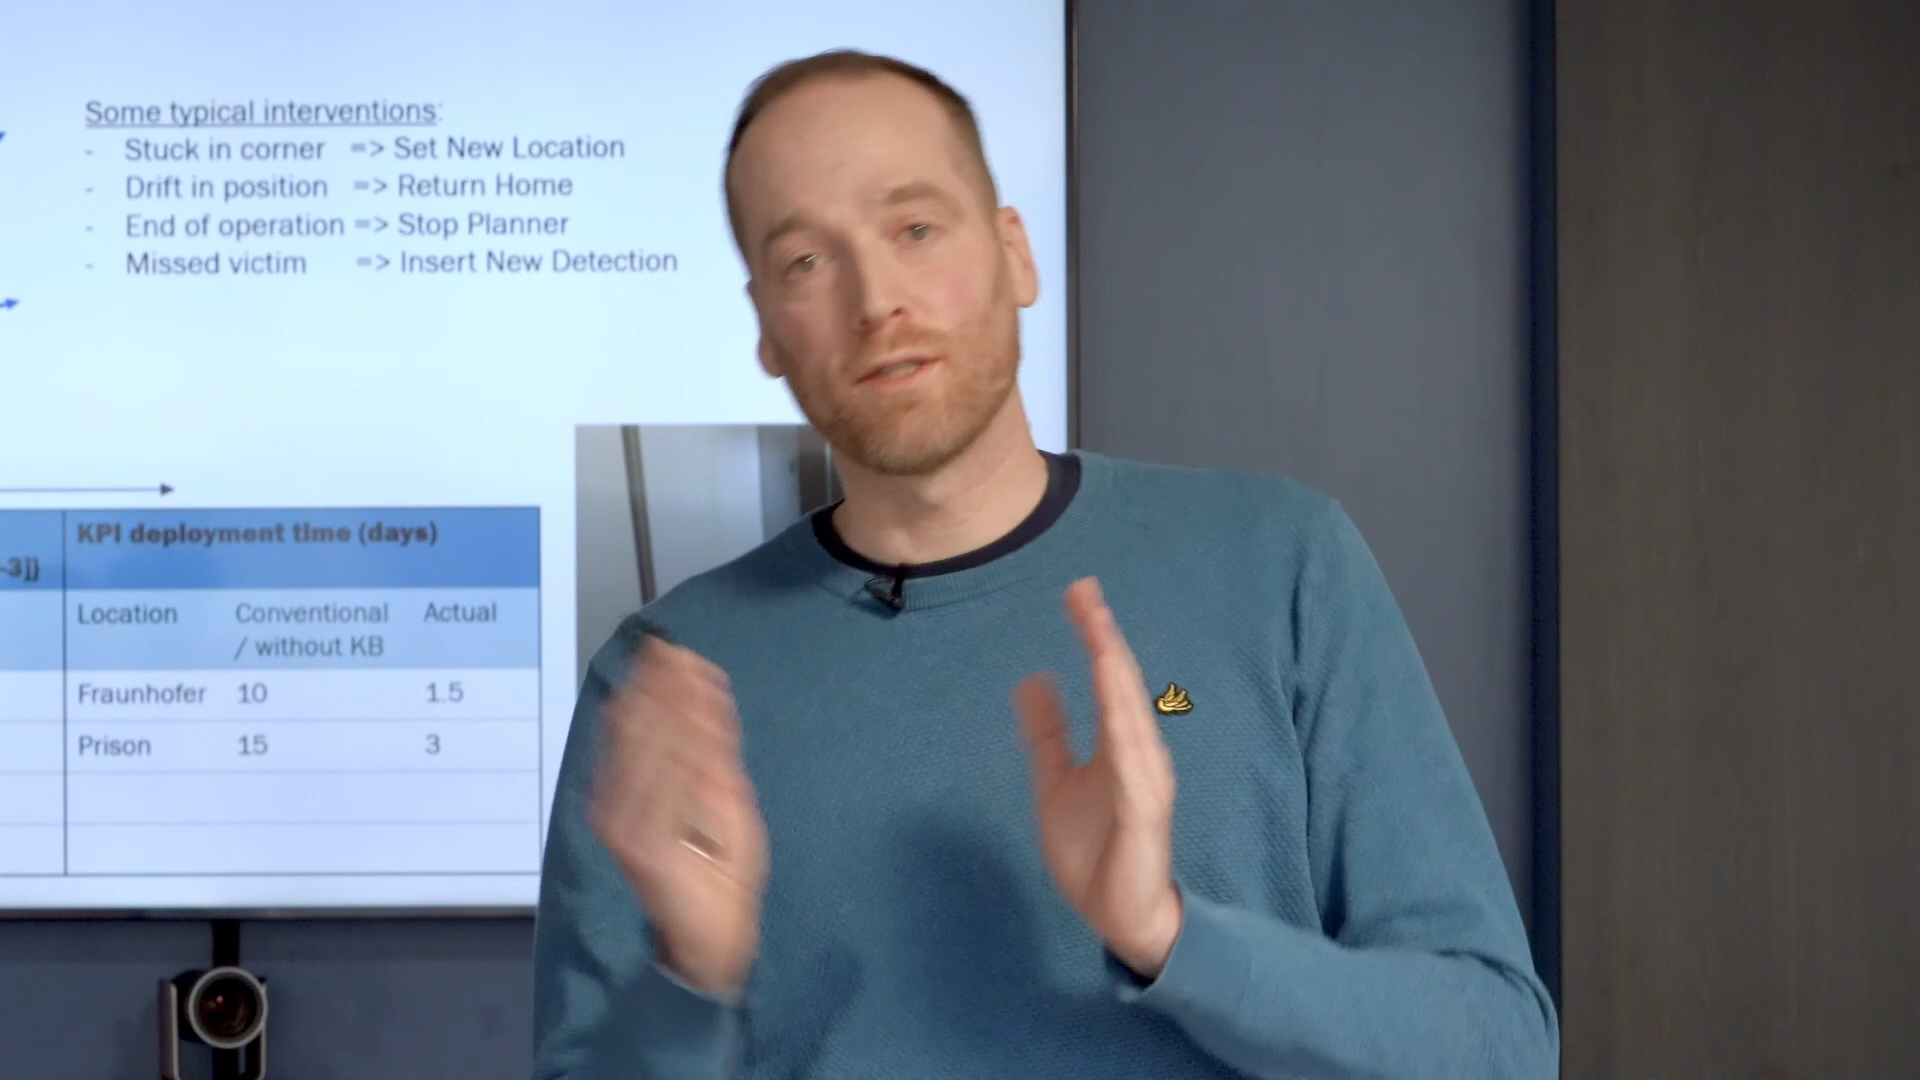 Some typical interventions:
- Stuck in corner => Set New Location
- Drift in position => Return Home
- End of operation => Stop Planner
- Missed victim => Insert New Detection
-3]]
KPI deployment time (days)
Location Conventional / without KB Actual
Fraunhofer 10 1.5
Prison 15 3